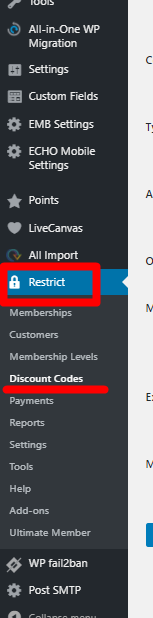 Tools
All-in-One WP
Migration
Settings
Custom Fields
EMB Settings
ECHO Mobile
Settings
Points
LiveCanvas
All Import
Restrict
Memberships
Customers
Membership Levels
Discount Codes
Payments
Reports
Settings
Tools
Help
Add-ons
Ultimate Member
WP fail2ban
Post SMTP
Collapse menu